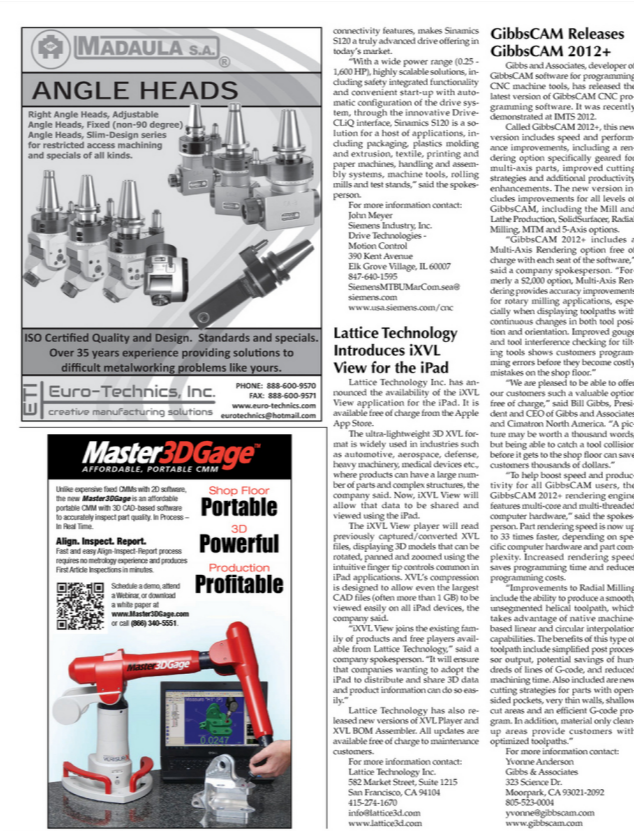 MADAULA S.A.
®
ANGLE HEADS
Right Angle Heads, Adjustable
Angle Heads, Fixed (non-90 degree)
Angle Heads, Slim-Design series
for restricted access machining
and specials of all kinds.
ISO Certified Quality and Design. Standards and specials.
Over 35 years experience providing solutions to
difficult metalworking problems like yours.
ETI
Euro-Technics, Inc.
creative manufacturing solutions
PHONE: 888-600-9570
FAX: 888-600-9571
www.euro-technics.com
eurotechnics@hotmail.com
Master3DGage™
AFFORDABLE, PORTABLE CMM
Unlike expensive fixed CMMs with 2D software,
the new Master3DGage is an affordable
portable CMM with 3D CAD-based software
to accurately inspect part quality. In Process –
In Real Time.
Align. Inspect. Report.
Fast and easy Align-Inspect-Report process
requires no metrology experience and produces
First Article Inspections in minutes.
Schedule a demo, attend
a Webinar, or download
a white paper at
www.Master3DGage.com
or call (866) 340-5551.
Shop Floor
Portable
3D
Powerful
Production
Profitable
Master3DGage
0.0247
connectivity features, makes Sinamics
S120 a truly advanced drive offering in
today's market.
"With a wide power range (0.25 -
1,600 HP), highly scalable solutions, in-
cluding safety integrated functionality
and convenient start-up with auto-
matic configuration of the drive sys-
tem, through the innovative Drive-
CLiQ interface, Sinamics S120 is a so-
lution for a host of applications, in-
cluding packaging, plastics molding
and extrusion, textile, printing and
paper machines, handling and assem-
bly systems, machine tools, rolling
mills and test stands," said the spokes-
person.
For more information contact:
John Meyer
Siemens Industry, Inc.
Drive Technologies -
Motion Control
390 Kent Avenue
Elk Grove Village, IL 60007
847-640-1595
SiemensMTBUMarCom.sea@
siemens.com
www.usa.siemens.com/cnc
Lattice Technology
Introduces iXVL
View for the iPad
Lattice Technology Inc. has an-
nounced the availability of the iXVL
View application for the iPad. It is
available free of charge from the Apple
App Store.
The ultra-lightweight 3D XVL for-
mat is widely used in industries such
as automotive, aerospace, defense,
heavy machinery, medical devices etc.,
where products can have a large num-
ber of parts and complex structures, the
company said. Now, iXVL View will
allow that data to be shared and
viewed using the iPad.
The iXVL View player will read
previously captured/converted XVL
files, displaying 3D models that can be
rotated, panned and zoomed using the
intuitive finger tip controls common in
iPad applications. XVL's compression
is designed to allow even the largest
CAD files (often more than 1 GB) to be
viewed easily on all iPad devices, the
company said.
"iXVL View joins the existing fam-
ily of products and free players avail-
able from Lattice Technology," said a
company spokesperson. "It will ensure
that companies wanting to adopt the
iPad to distribute and share 3D data
and product information can do so eas-
ily."
Lattice Technology has also re-
leased new versions of XVL Player and
XVL BOM Assembler. All updates are
available free of charge to maintenance
customers.
For more information contact:
Lattice Technology Inc.
582 Market Street, Suite 1215
San Francisco, CA 94104
415-274-1670
info@lattice3d.com
www.lattice3d.com
GibbsCAM Releases
GibbsCAM 2012+
Gibbs and Associates, developer of
GibbsCAM software for programming
CNC machine tools, has released the
latest version of GibbsCAM CNC pro-
gramming software. It was recently
demonstrated at IMTS 2012.
Called GibbsCAM 2012+, this new
version includes speed and perform-
ance improvements, including a ren-
dering option specifically geared for
multi-axis parts, improved cutting
strategies and additional productivity
enhancements. The new version in-
cludes improvements for all levels of
GibbsCAM, including the Mill and
Lathe Production, SolidSurfacer, Radial
Milling, MTM and 5-Axis options.
"GibbsCAM 2012+ includes a
Multi-Axis Rendering option free of
charge with each seat of the software,"
said a company spokesperson. "For-
merly a $2,000 option, Multi-Axis Ren-
dering provides accuracy improvements
for rotary milling applications, espe-
cially when displaying toolpaths with
continuous changes in both tool posi-
tion and orientation. Improved gouge
and tool interference checking for tilt-
ing tools shows customers program-
ming errors before they become costly
mistakes on the shop floor."
"We are pleased to be able to offer
our customers such a valuable option
free of charge," said Bill Gibbs, Presi-
dent and CEO of Gibbs and Associates
and Cimatron North America. "A pic-
ture may be worth a thousand words,
but being able to catch a tool collision
before it gets to the shop floor can save
customers thousands of dollars."
"To help boost speed and produc-
tivity for all GibbsCAM users, the
GibbsCAM 2012+ rendering engine
features multi-core and multi-threaded
computer hardware," said the spokes-
person. Part rendering speed is now up
to 33 times faster, depending on spe-
cific computer hardware and part com-
plexity. Increased rendering speed
saves programming time and reduces
programming costs.
"Improvements to Radial Milling
include the ability to produce a smooth,
unsegmented helical toolpath, which
takes advantage of native machine-
based linear and circular interpolation
capabilities. The benefits of this type of
toolpath include simplified post proces-
sor output, potential savings of hun-
dreds of lines of G-code, and reduced
machining time. Also included are new
cutting strategies for parts with open-
sided pockets, very thin walls, shallow
cut areas and an efficient G-code pro-
gram. In addition, material only clean-
up areas provide customers with
optimized toolpaths."
For more information contact:
Yvonne Anderson
Gibbs & Associates
323 Science Dr.
Moorpark, CA 93021-2092
805-523-0004
yvonne@gibbscam.com
www.gibbscam.com